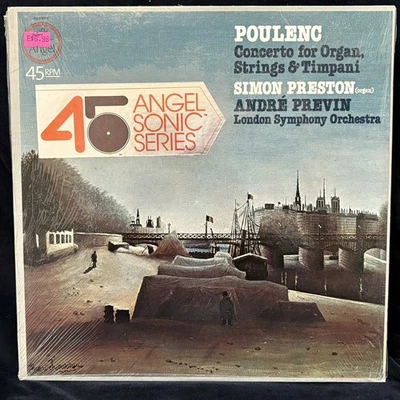 Angel
45 RPM
45
ANGEL
SONIC™
SERIES
POULENC
Concerto for Organ,
Strings & Timpani
SIMON PRESTON (organ)
ANDRÉ PREVIN
London Symphony Orchestra